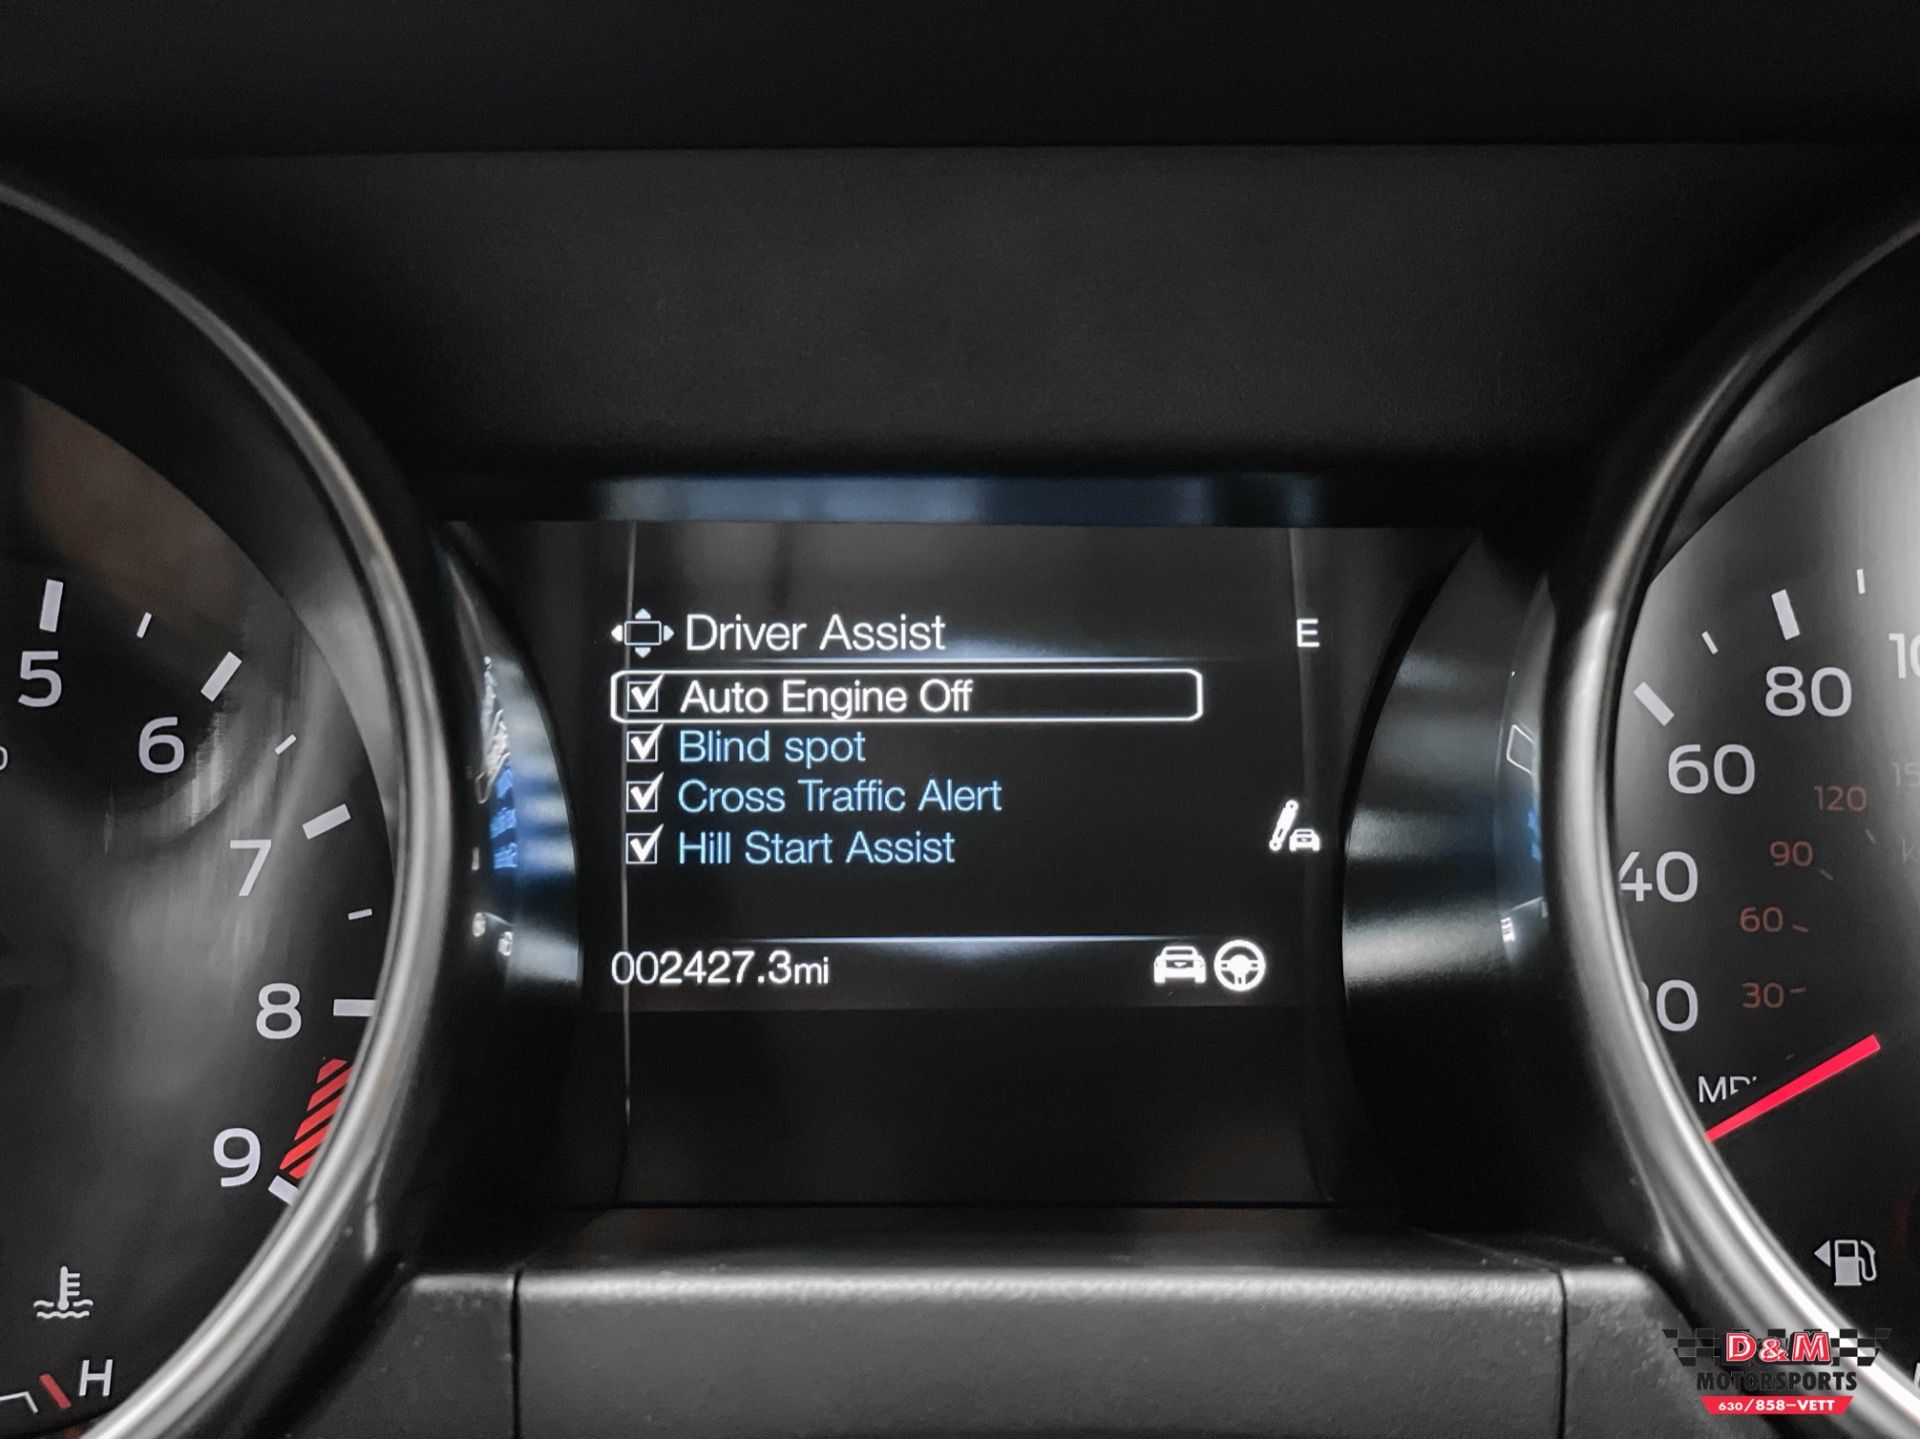 Driver Assist E
Auto Engine Off
Blind spot
Cross Traffic Alert
Hill Start Assist
002427.3mi
5
6
7
8
9
H
80
60
40
120
90
60
30
D&M
MOTORSPORTS
630/858-VETT